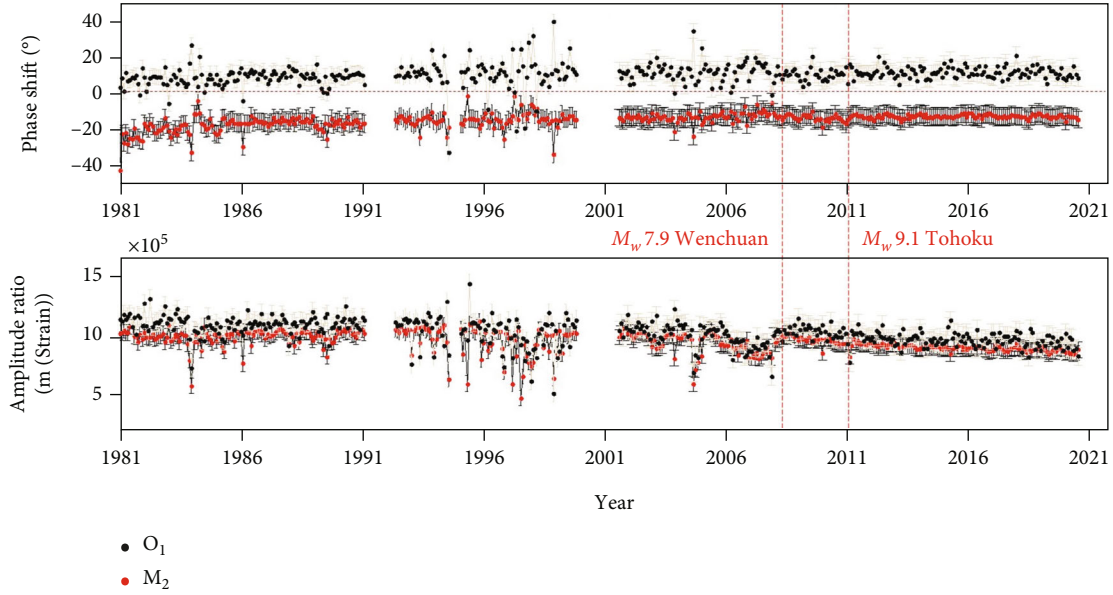 Phase shift (°)
40
20
0
−20
−40
1981 1986 1991 1996 2001 2006 2011 2016 2021
×10⁵
M_w 7.9 Wenchuan M_w 9.1 Tohoku
Amplitude ratio
(m (Strain))
15
10
5
1981 1986 1991 1996 2001 2006 2011 2016 2021
Year
O₁
M₂